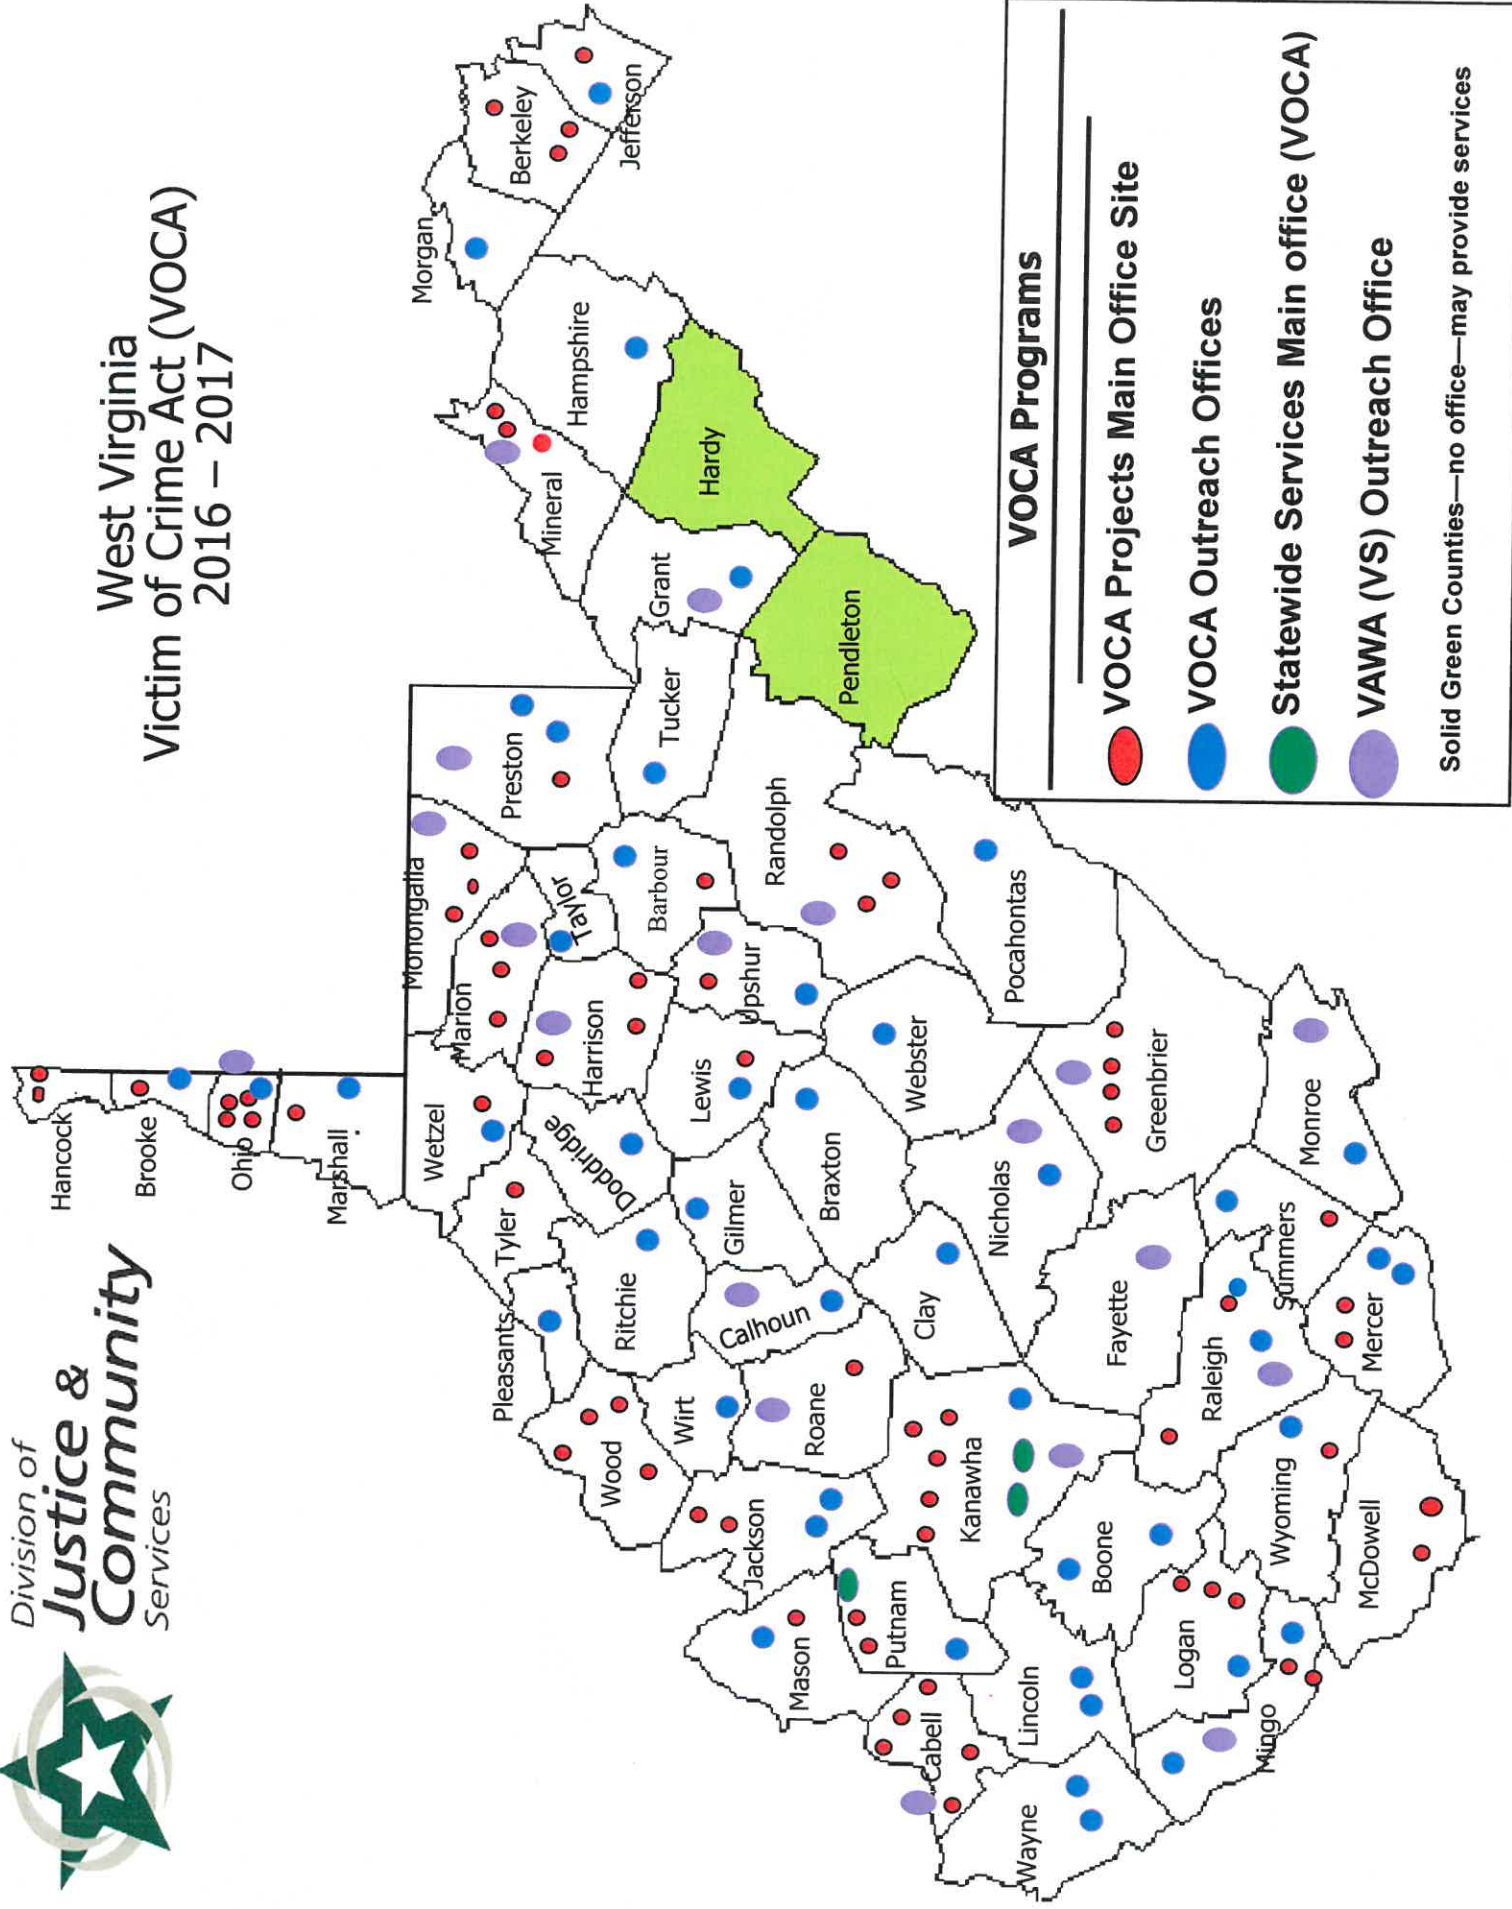 Division of
Justice &
Community
Services
West Virginia
Victim of Crime Act (VOCA)
2016 – 2017
Hancock
Brooke
Ohio
Marshall
Wetzel
Monongalia
Marion
Preston
Morgan
Berkeley
Jefferson
Mineral
Hampshire
Pleasants
Tyler
Doddridge
Harrison
Taylor
Barbour
Tucker
Grant
Hardy
Wood
Ritchie
Wirt
Gilmer
Lewis
Upshur
Randolph
Pendleton
Jackson
Roane
Calhoun
Braxton
Webster
Pocahontas
Mason
Putnam
Kanawha
Clay
Nicholas
Greenbrier
Cabell
Wayne
Lincoln
Boone
Fayette
Logan
Raleigh
Summers
Monroe
Mingo
Wyoming
Mercer
McDowell
VOCA Programs
VOCA Projects Main Office Site
VOCA Outreach Offices
Statewide Services Main office (VOCA)
VAWA (VS) Outreach Office
Solid Green Counties—no office—may provide services